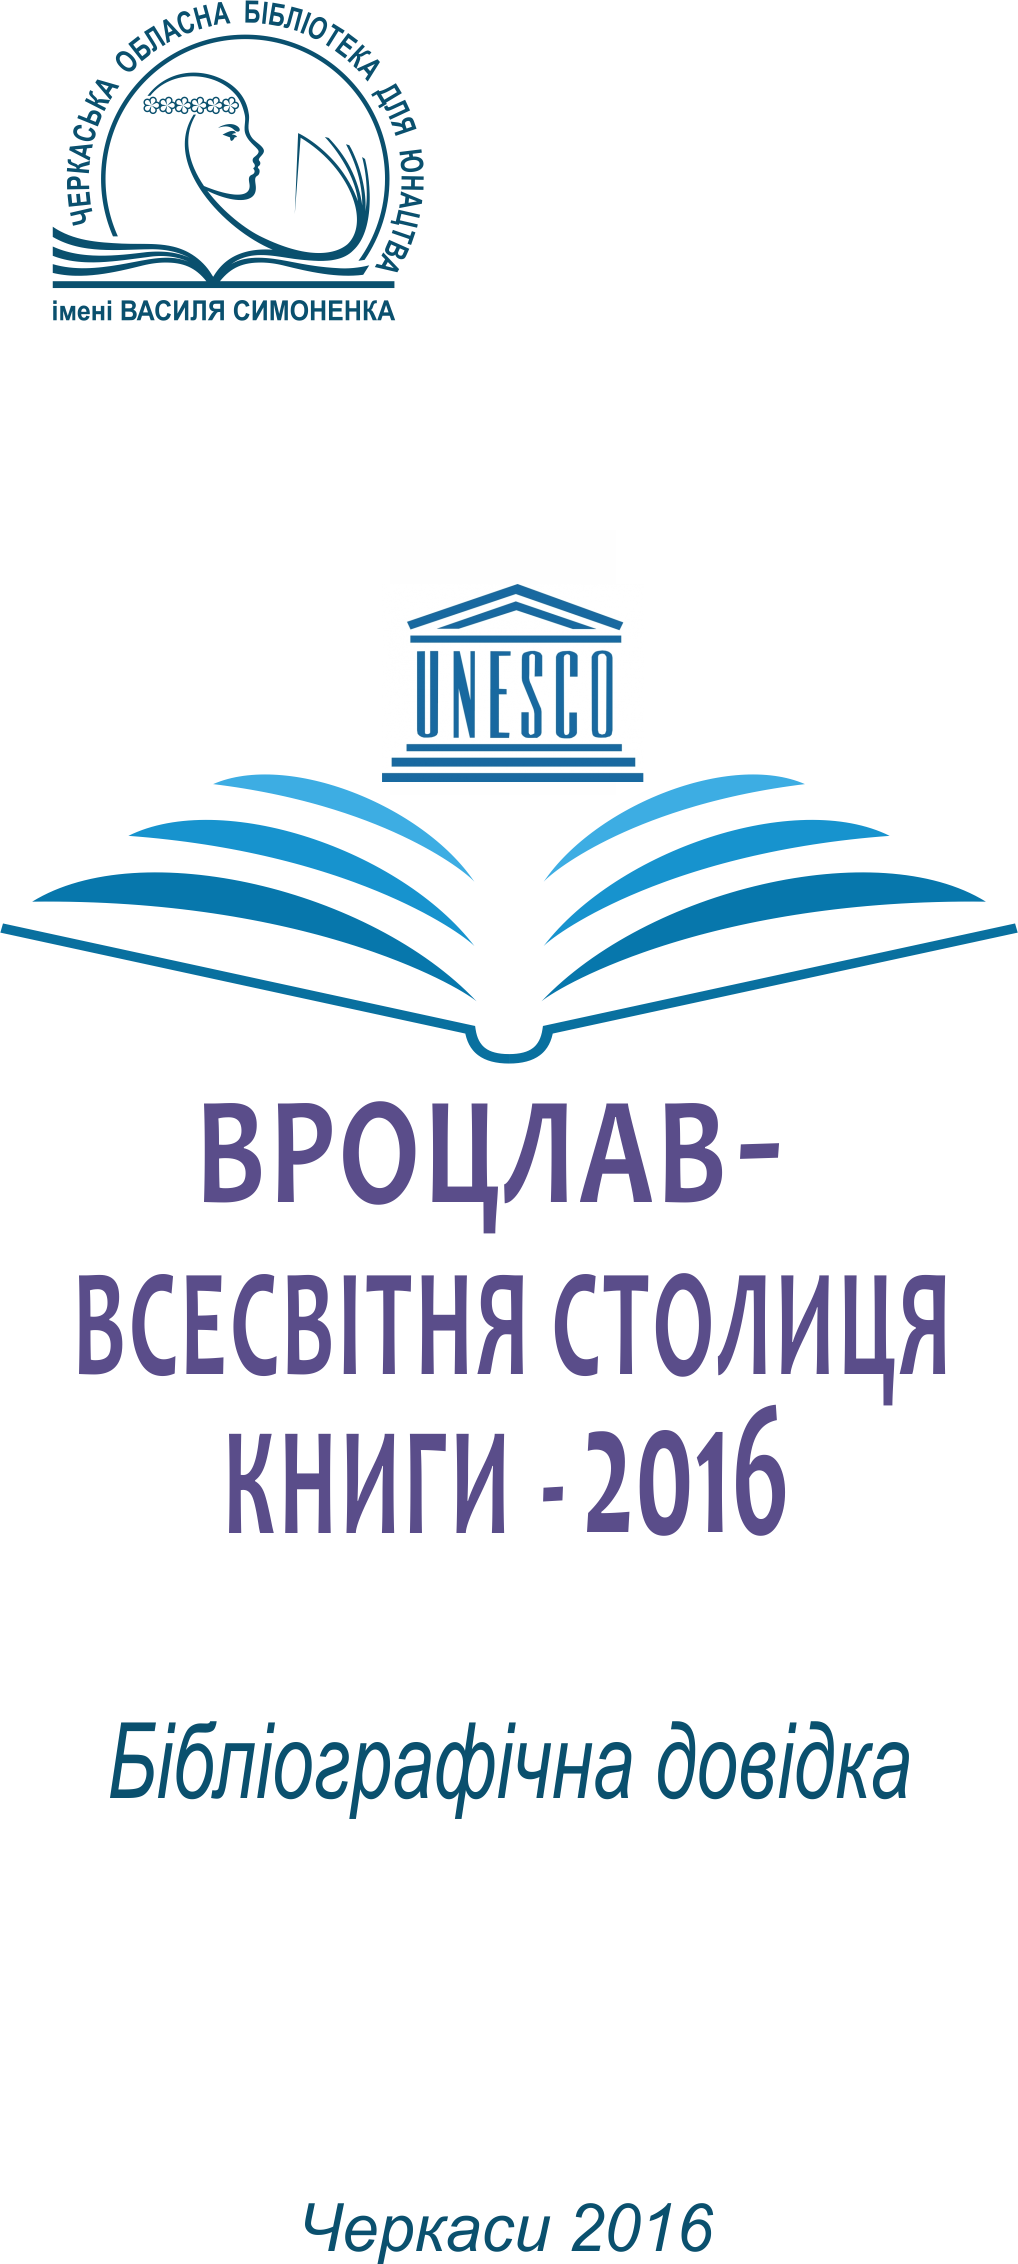 ЧЕРКАСЬКА ОБЛАСНА БІБЛІОТЕКА ДЛЯ ЮНАЦТВА
імені ВАСИЛЯ СИМОНЕНКА
UNESCO
ВРОЦЛАВ–
ВСЕСВІТНЯ СТОЛИЦЯ
КНИГИ - 2016
Бібліографічна довідка
Черкаси 2016